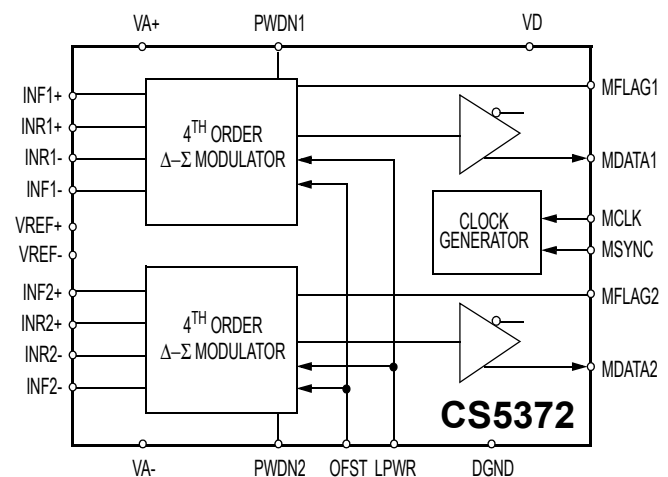 VA+ PWDN1 VD
INF1+
INR1+
INR1-
INF1-
VREF+
VREF-
INF2+
INR2+
INR2-
INF2-
4TH ORDER
Δ–Σ MODULATOR
4TH ORDER
Δ–Σ MODULATOR
CLOCK
GENERATOR
MFLAG1
MDATA1
MCLK
MSYNC
MFLAG2
MDATA2
CS5372
VA- PWDN2 OFST LPWR DGND